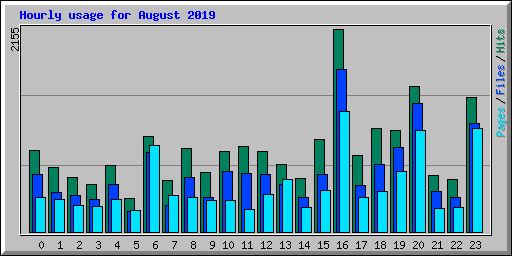 Hourly usage for August 2019
2155
Pages / Files / Hits
0 1 2 3 4 5 6 7 8 9 10 11 12 13 14 15 16 17 18 19 20 21 22 23